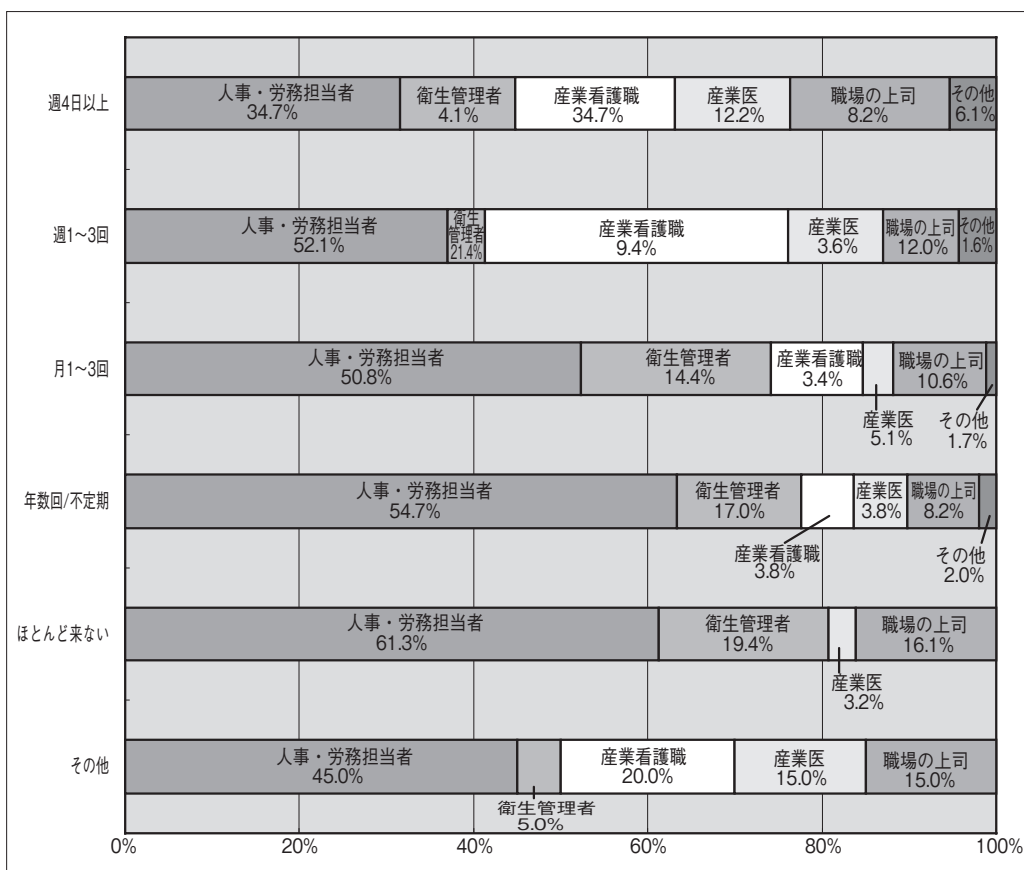 週4日以上
人事・労務担当者
34.7%
衛生管理者
4.1%
産業看護職
34.7%
産業医
12.2%
職場の上司
8.2%
その他
6.1%
週1~3回
人事・労務担当者
52.1%
衛生
管理者
21.4%
産業看護職
9.4%
産業医
3.6%
職場の上司
12.0%
その他
1.6%
月1~3回
人事・労務担当者
50.8%
衛生管理者
14.4%
産業看護職
3.4%
産業医
5.1%
職場の上司
10.6%
その他
1.7%
年数回/不定期
人事・労務担当者
54.7%
衛生管理者
17.0%
産業看護職
3.8%
産業医
3.8%
職場の上司
8.2%
その他
2.0%
ほとんど来ない
人事・労務担当者
61.3%
衛生管理者
19.4%
産業医
3.2%
職場の上司
16.1%
その他
人事・労務担当者
45.0%
衛生管理者
5.0%
産業看護職
20.0%
産業医
15.0%
職場の上司
15.0%
0% 20% 40% 60% 80% 100%